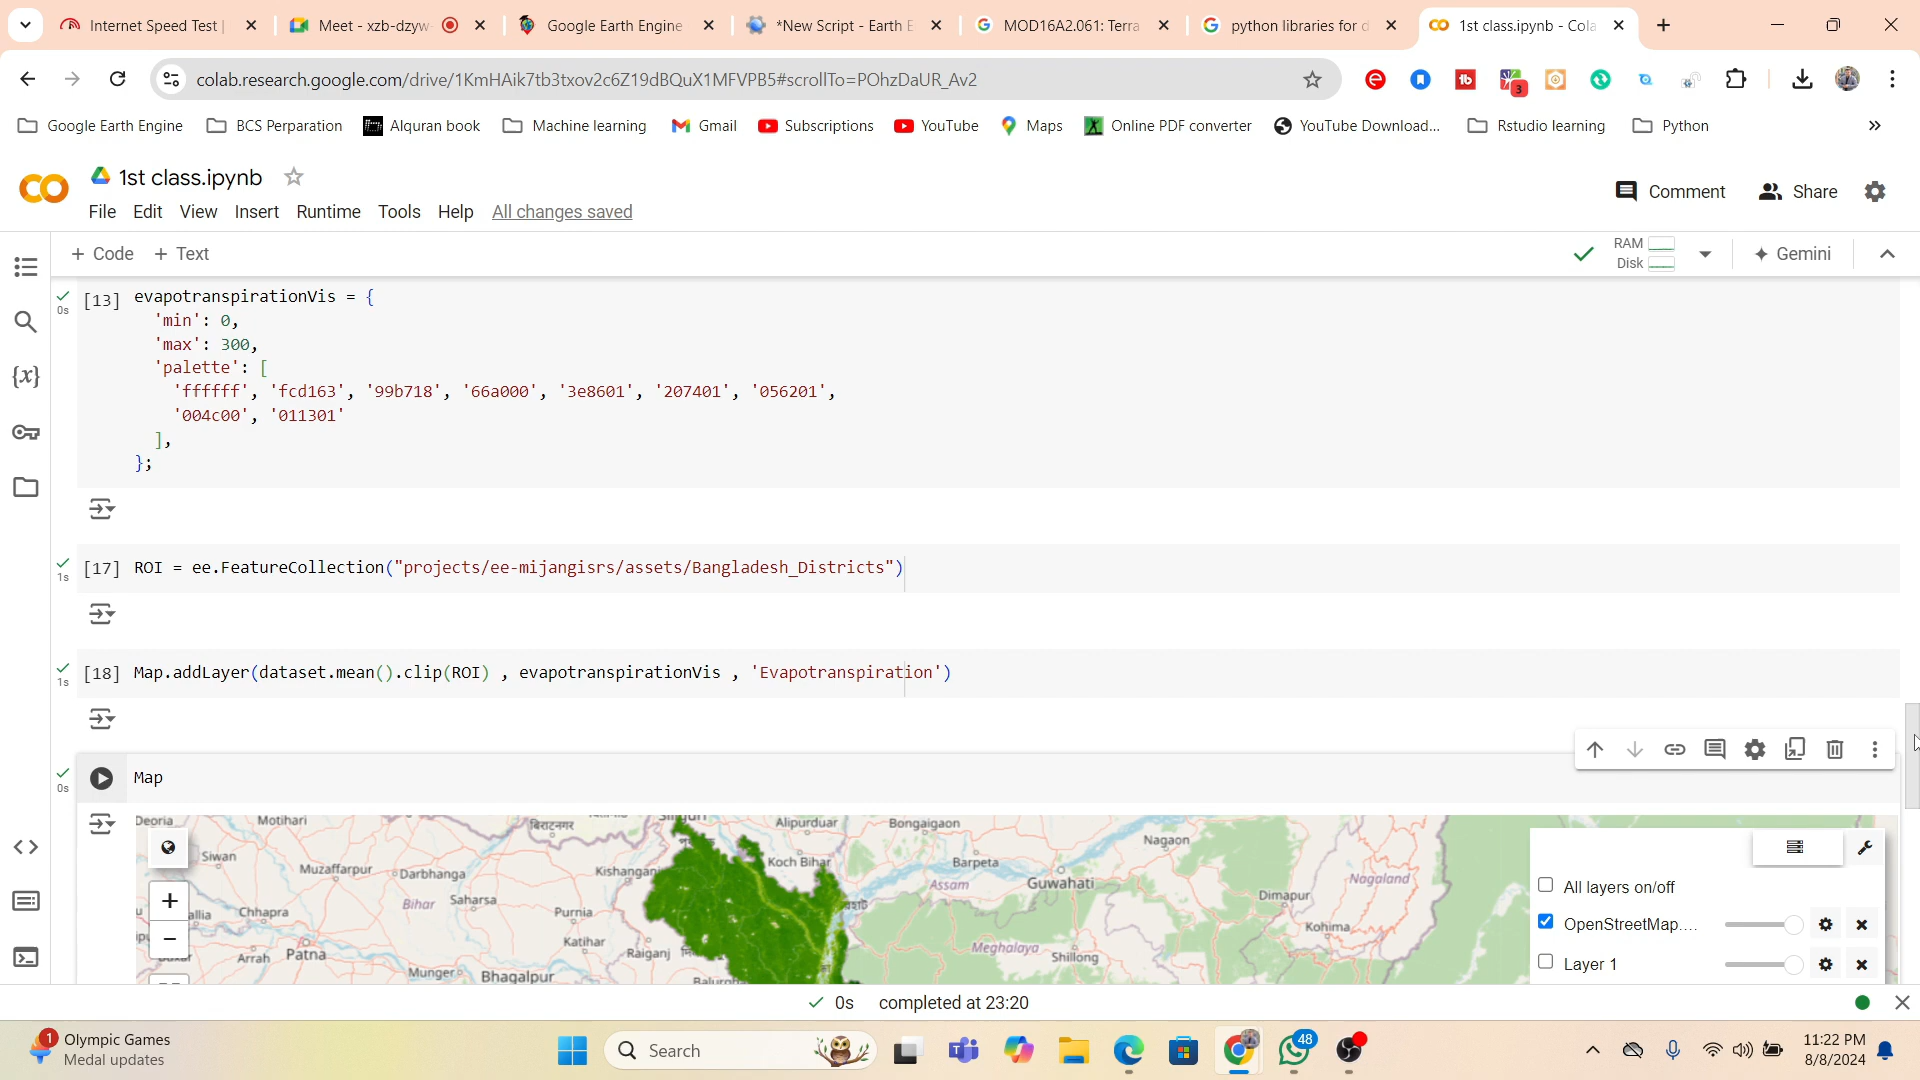 Internet Speed Test |
Meet - xzb-dzyw-
Google Earth Engine
*New Script - Earth E
MOD16A2.061: Terra
python libraries for d
1st class.ipynb - Cola
colab.research.google.com/drive/1KmHAik7tb3txov2c6Z19dBQuX1MFVPB5#scrollTo=POhzDaUR_Av2
3
Google Earth Engine
BCS Perparation
Alquran book
Machine learning
Gmail
Subscriptions
YouTube
Maps
Online PDF converter
YouTube Download...
Rstudio learning
Python
1st class.ipynb
Comment
Share
File Edit View Insert Runtime Tools Help All changes saved
+ Code + Text
RAM
Disk
Gemini
[13] evapotranspirationVis = {
0s
'min': 0,
'max': 300,
'palette': [
'ffffff', 'fcd163', '99b718', '66a000', '3e8601', '207401', '056201',
'004c00', '011301'
],
};
[17] ROI = ee.FeatureCollection("projects/ee-mijangisrs/assets/Bangladesh_Districts")
1s
[18] Map.addLayer(dataset.mean().clip(ROI) , evapotranspirationVis , 'Evapotranspiration')
1s
Map
0s
Deoria
Motihari
बिराटनगर
Siliguri
Alipurduar
Bongaigaon
Nagaon
Siwan
Muzaffarpur
Darbhanga
Kishanganj
Koch Bihar
Barpeta
Guwahati
Assam
Dimapur
Nagaland
Chhapra
Bihar
Saharsa
Purnia
Kohima
Arrah
Patna
Katihar
Raiganj
Meghalaya
Shillong
Munger
Bhagalpur
+
−
All layers on/off
OpenStreetMap....
Layer 1
0s completed at 23:20
1
Olympic Games
Medal updates
Search
48
11:22 PM
8/8/2024